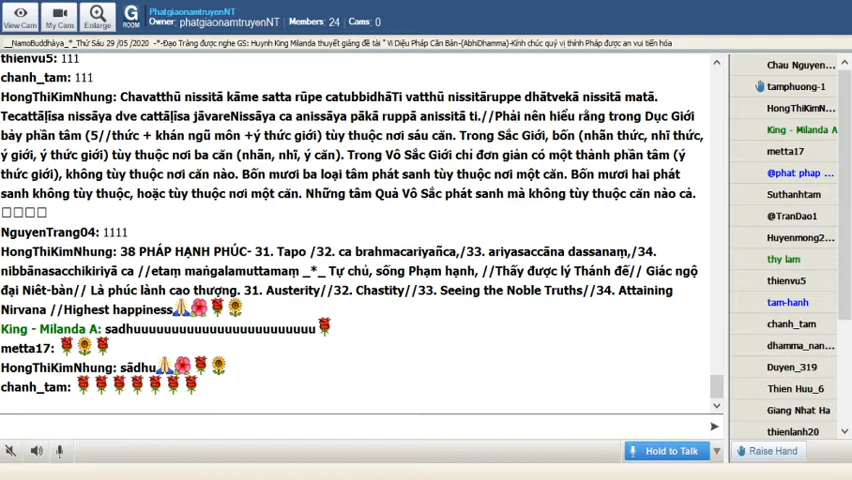 View Cam
My Cam
Enlarge
G
ROOM
PhatgiaonamtruyenNT
Owner: phatgiaonamtruyenNT Members: 24 Cams: 0
__NamoBuddhàya_*_Thứ Sáu 29 /05 /2020 -*-Đạo Tràng được nghe GS: Huynh King Milanda thuyết giảng đề tài " Vi Diệu Pháp Căn Bản-(AbhiDhamma)-Kính chúc quý vị thính Pháp được an vui tiến hóa
thienvu5: 111
chanh_tam: 111
HongThiKimNhung: Chavatthū nissitā kāme satta rūpe catubbidhāTi vatthū nissitāruppe dhātvekā nissitā matā.
Tecattāḷīsa nissāya dve cattāḷīsa jāvareNissāya ca anissāya pākā ruppā anissitā ti.//Phải nên hiểu rằng trong Dục Giới
bảy phần tâm (5//thức + khán ngũ môn +ý thức giới) tùy thuộc nơi sáu căn. Trong Sắc Giới, bốn (nhãn thức, nhĩ thức,
ý giới, ý thức giới) tùy thuộc nơi ba căn (nhãn, nhĩ, ý căn). Trong Vô Sắc Giới chỉ đơn giản có một thành phần tâm (ý
thức giới), không tùy thuộc nơi căn nào. Bốn mươi ba loại tâm phát sanh tùy thuộc nơi một căn. Bốn mươi hai phát
sanh không tùy thuộc, hoặc tùy thuộc nơi một căn. Những tâm Quả Vô Sắc phát sanh mà không tùy thuộc căn nào cả.
NguyenTrang04: 1111
HongThiKimNhung: 38 PHÁP HẠNH PHÚC- 31. Tapo /32. ca brahmacariyañca,/33. ariyasaccāna dassanaṃ,/34.
nibbānasacchikiriyā ca //etaṃ maṅgalamuttamaṃ _*_ Tự chủ, sống Phạm hạnh, //Thấy được lý Thánh đế// Giác ngộ
đại Niêt-bàn// Là phúc lành cao thượng. 31. Austerity//32. Chastity//33. Seeing the Noble Truths//34. Attaining
Nirvana //Highest happiness🙏🌺🌹🌻
King - Milanda A: sadhuuuuuuuuuuuuuuuuuuuuuuuu🌹
metta17: 🌹🌻🌹
HongThiKimNhung: sādhu🙏🌺🌹🌻
chanh_tam: 🌹🌹🌹🌹🌹🌹🌹
Hold to Talk
Chau Nguyen...
tamphuong-1
HongThiKimN...
King - Milanda A
metta17
@phat phap ...
Suthanhtam
@TranDao1
Huyenmong2...
thy lam
thienvu5
tam-hanh
chanh_tam
dhamma_nan...
Duyen_319
Thien Huu_6
Giang Nhat Ha
thienlanh20
Raise Hand